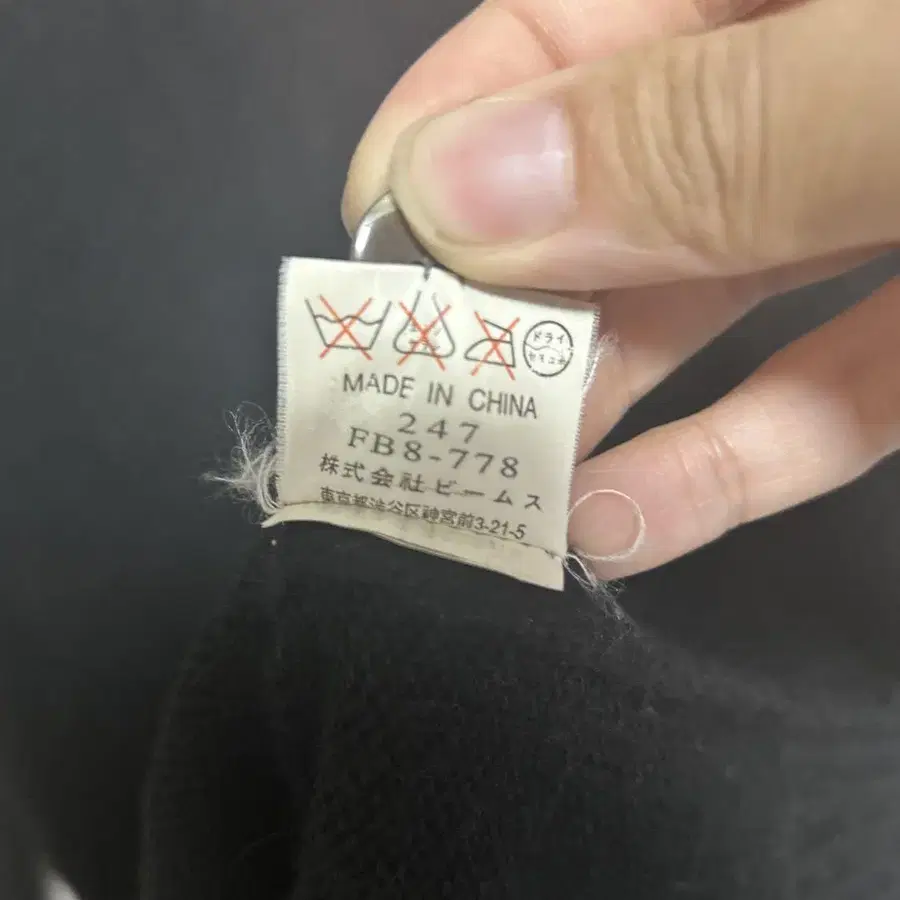 ドライ
セキユ系
MADE IN CHINA
247
FB8-778
株式会社ビームス
東京都渋谷区神宮前3-21-5